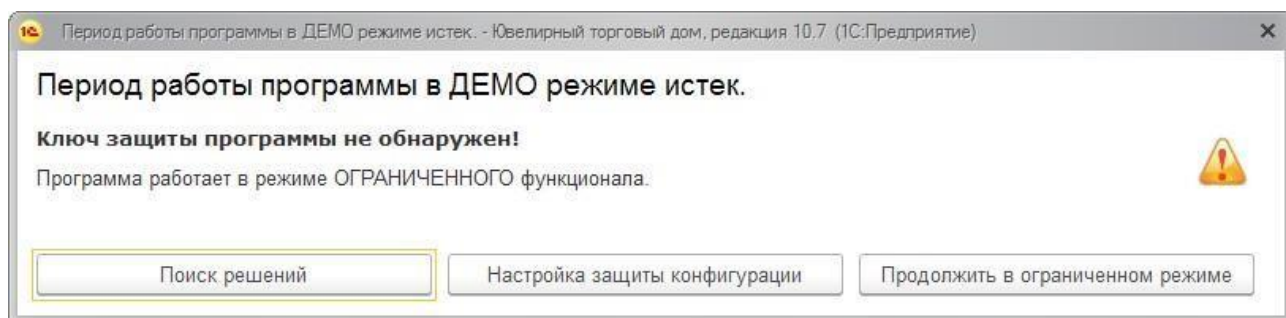 1С Период работы программы в ДЕМО режиме истек. - Ювелирный торговый дом, редакция 10.7 (1С:Предприятие)
Период работы программы в ДЕМО режиме истек.
Ключ защиты программы не обнаружен!
Программа работает в режиме ОГРАНИЧЕННОГО функционала.
Поиск решений Настройка защиты конфигурации Продолжить в ограниченном режиме